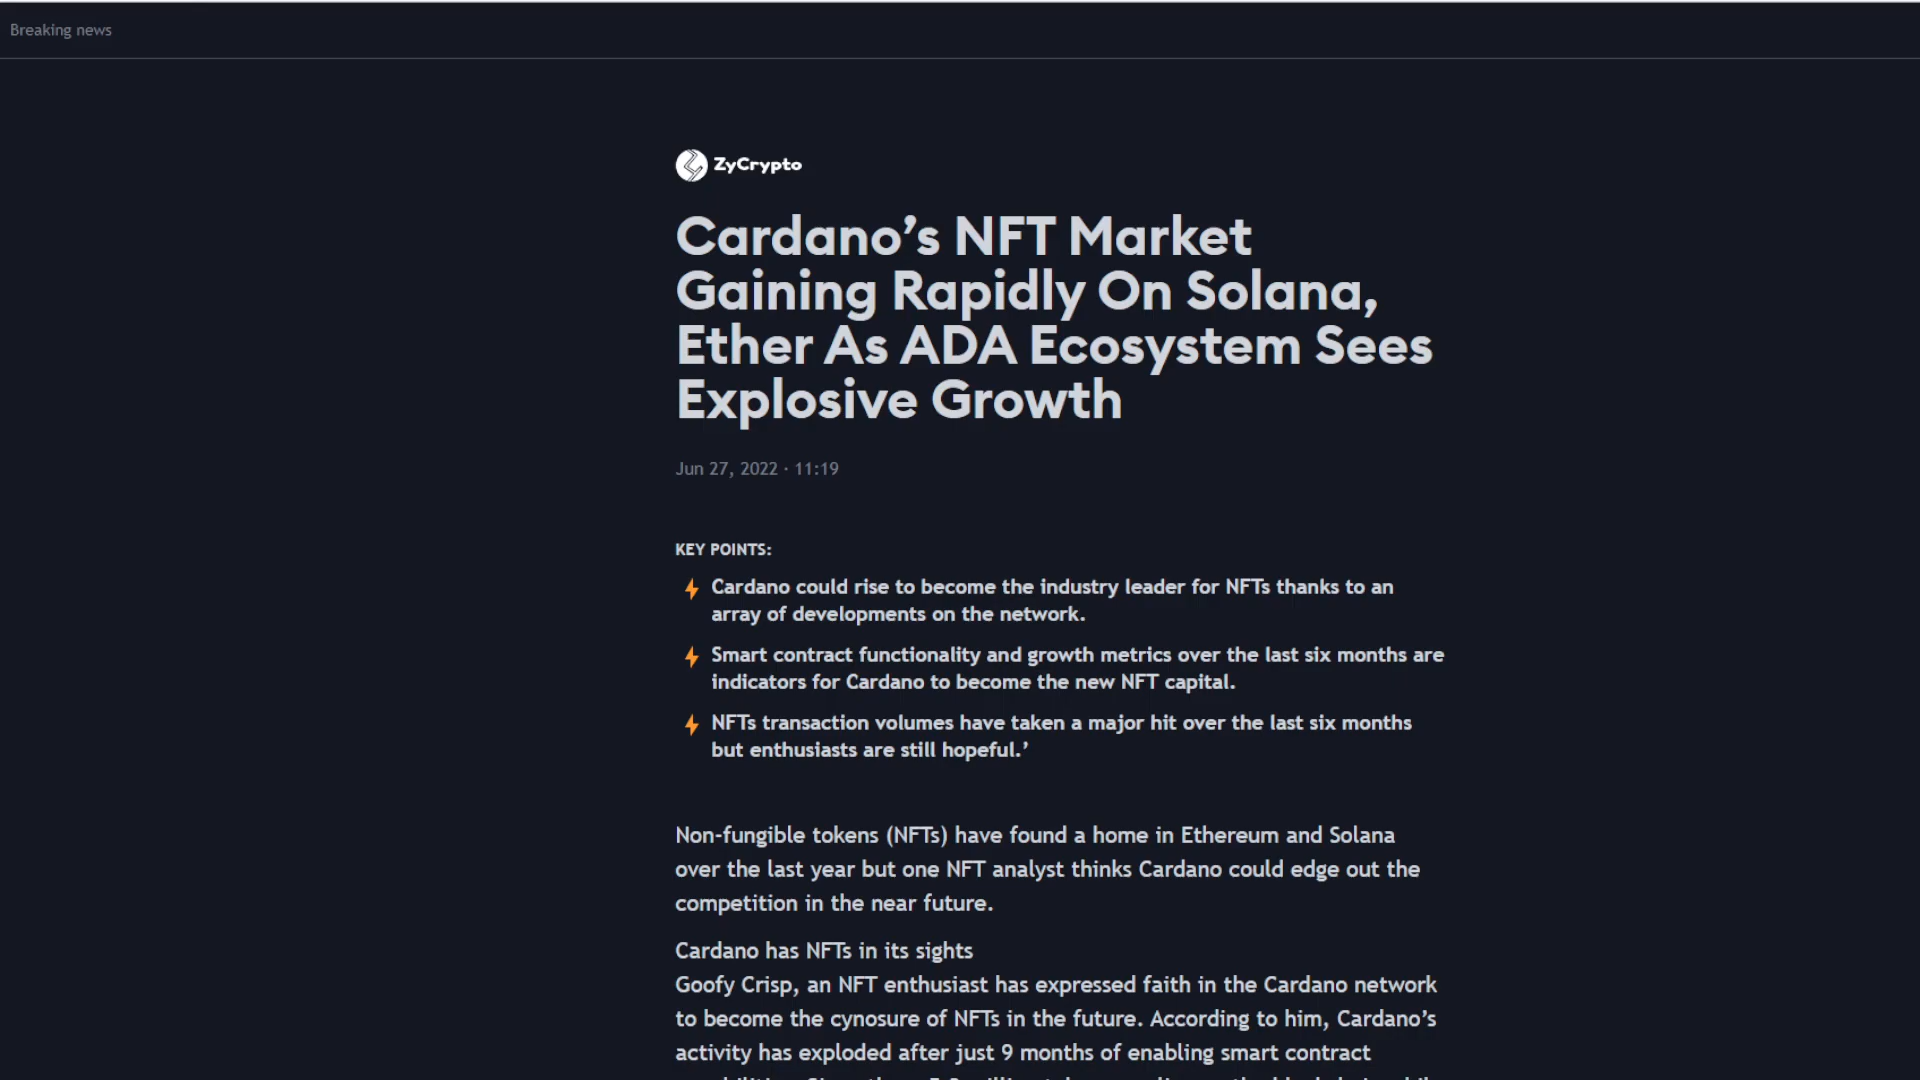 Breaking news
ZyCrypto
Cardano’s NFT Market
Gaining Rapidly On Solana,
Ether As ADA Ecosystem Sees
Explosive Growth
Jun 27, 2022 · 11:19
KEY POINTS:
Cardano could rise to become the industry leader for NFTs thanks to an
array of developments on the network.
Smart contract functionality and growth metrics over the last six months are
indicators for Cardano to become the new NFT capital.
NFTs transaction volumes have taken a major hit over the last six months
but enthusiasts are still hopeful.’
Non-fungible tokens (NFTs) have found a home in Ethereum and Solana
over the last year but one NFT analyst thinks Cardano could edge out the
competition in the near future.
Cardano has NFTs in its sights
Goofy Crisp, an NFT enthusiast has expressed faith in the Cardano network
to become the cynosure of NFTs in the future. According to him, Cardano’s
activity has exploded after just 9 months of enabling smart contract